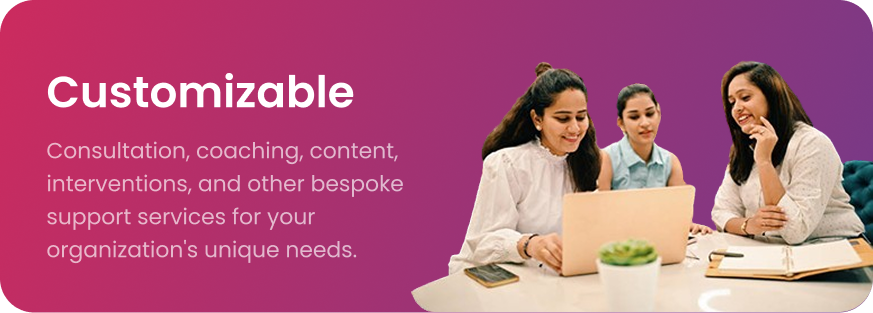 Customizable
Consultation, coaching, content,
interventions, and other bespoke
support services for your
organization's unique needs.